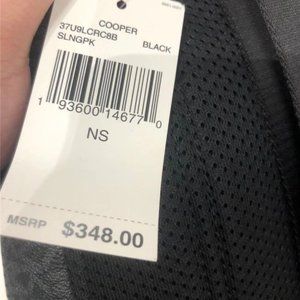 COOPER
37U9LCRC8B
SLNGPK BLACK
1 93600 14677 0
NS
MSRP $348.00